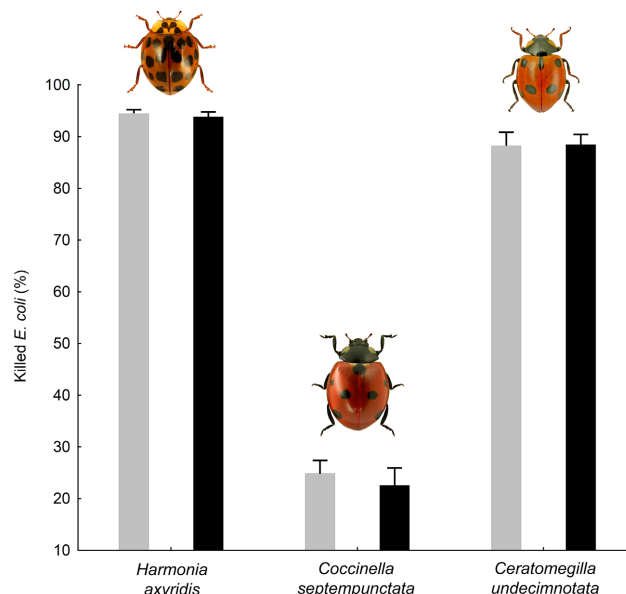 100
90
80
70
60
50
40
30
20
10
Killed E. coli (%)
Harmonia
axyridis
Coccinella
septempunctata
Ceratomegilla
undecimnotata